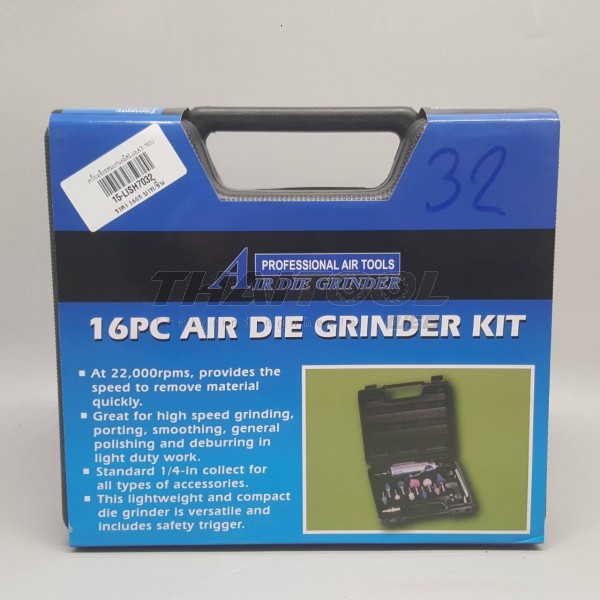 15-LISH7032
32
PROFESSIONAL AIR TOOLS
AIR DIE GRINDER
THAITOOL
16PC AIR DIE GRINDER KIT
At 22,000rpms, provides the
speed to remove material
quickly.
Great for high speed grinding,
porting, smoothing, general
polishing and deburring in
light duty work.
Standard 1/4-in collect for
all types of accessories.
This lightweight and compact
die grinder is versatile and
includes safety trigger.